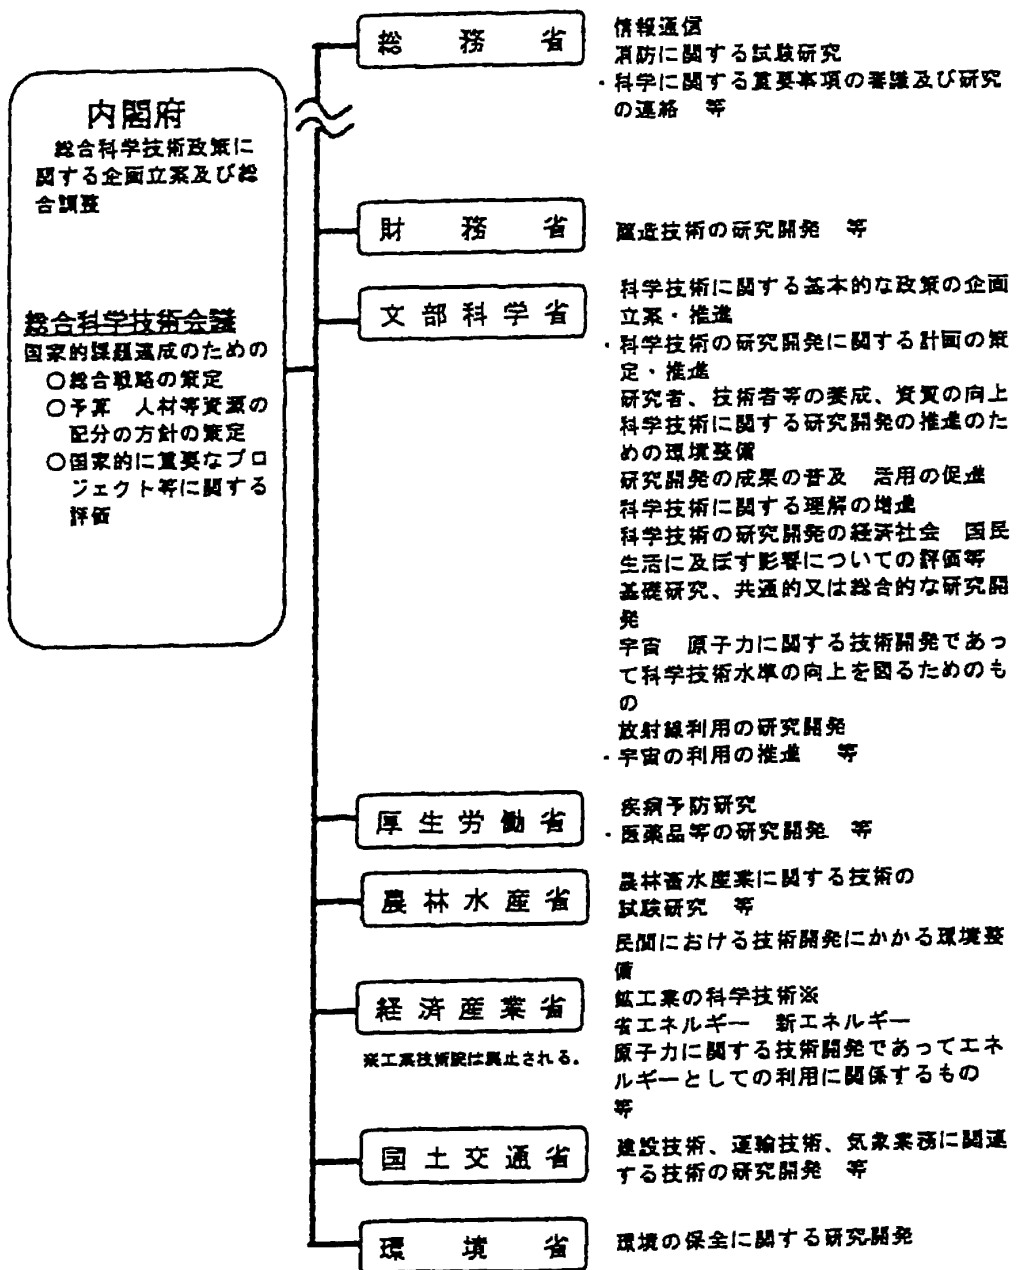 内閣府
総合科学技術政策に
関する企画立案及び総
合調整
総合科学技術会議
国家的課題達成のための
○総合戦略の策定
○予算 人材等資源の
配分の方針の策定
○国家的に重要なプロ
ジェクト等に関する
評価
総務省
情報通信
消防に関する試験研究
・科学に関する重要事項の審議及び研究
の連絡 等
財務省
醸造技術の研究開発 等
文部科学省
科学技術に関する基本的な政策の企画
立案・推進
・科学技術の研究開発に関する計画の策
定・推進
研究者、技術者等の養成、資質の向上
科学技術に関する研究開発の推進のた
めの環境整備
研究開発の成果の普及 活用の促進
科学技術に関する理解の増進
科学技術の研究開発の経済社会 国民
生活に及ぼす影響についての評価等
基礎研究、共通的又は総合的な研究開
発
宇宙 原子力に関する技術開発であっ
て科学技術水準の向上を図るためのも
の
放射線利用の研究開発
・宇宙の利用の推進 等
厚生労働省
疾病予防研究
・医薬品等の研究開発 等
農林水産省
農林畜水産業に関する技術の
試験研究 等
経済産業省
※工業技術院は廃止される。
民間における技術開発にかかる環境整
備
鉱工業の科学技術※
省エネルギー 新エネルギー
原子力に関する技術開発であってエネ
ルギーとしての利用に関係するもの
等
国土交通省
建設技術、運輸技術、気象業務に関連
する技術の研究開発 等
環境省
環境の保全に関する研究開発